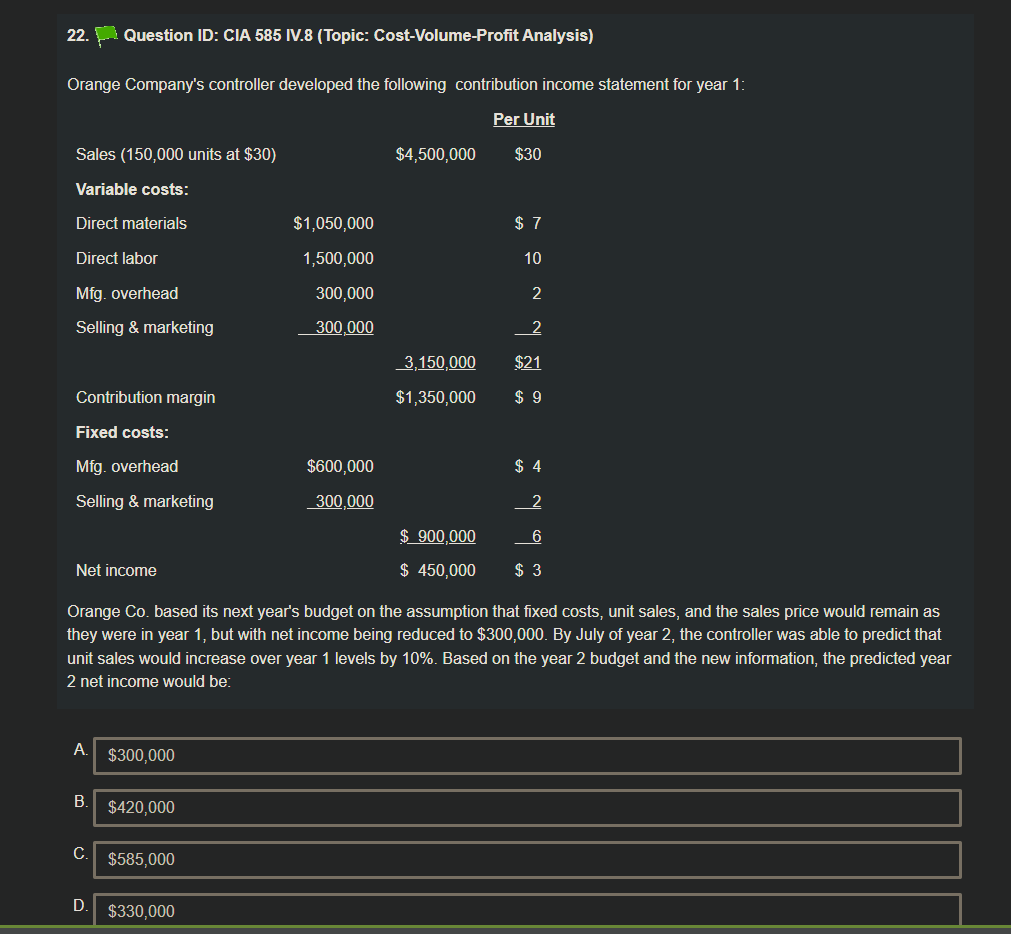 22. Question ID: CIA 585 IV.8 (Topic: Cost-Volume-Profit Analysis)
Orange Company's controller developed the following contribution income statement for year 1:
Per Unit
Sales (150,000 units at $30) $4,500,000 $30
Variable costs:
Direct materials $1,050,000 $ 7
Direct labor 1,500,000 10
Mfg. overhead 300,000 2
Selling & marketing 300,000 2
3,150,000 $21
Contribution margin $1,350,000 $ 9
Fixed costs:
Mfg. overhead $600,000 $ 4
Selling & marketing 300,000 2
$ 900,000 6
Net income $ 450,000 $ 3
Orange Co. based its next year's budget on the assumption that fixed costs, unit sales, and the sales price would remain as
they were in year 1, but with net income being reduced to $300,000. By July of year 2, the controller was able to predict that
unit sales would increase over year 1 levels by 10%. Based on the year 2 budget and the new information, the predicted year
2 net income would be:
A. $300,000
B. $420,000
C. $585,000
D. $330,000